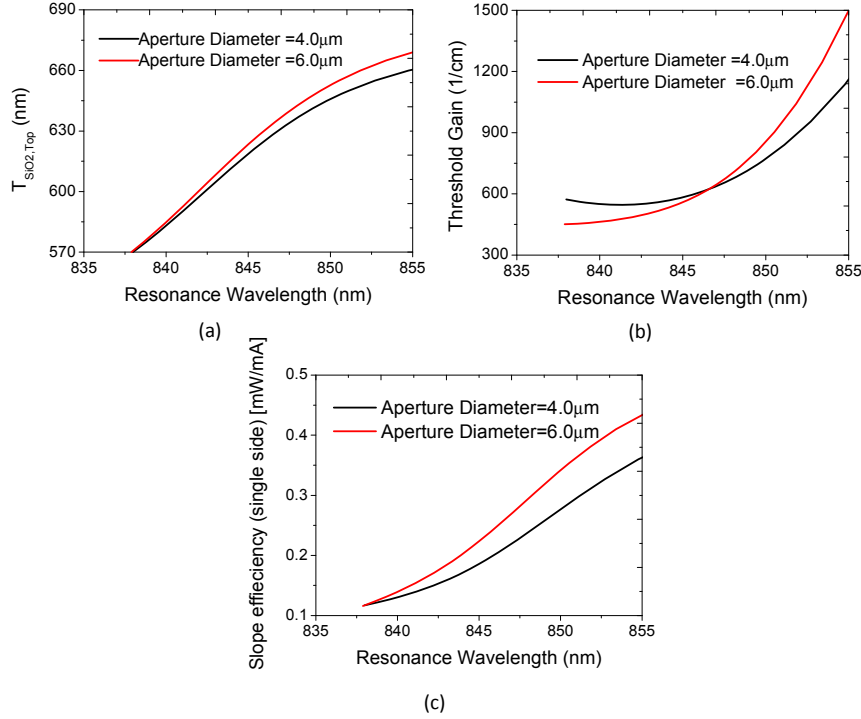 690
660
630
600
570
T_SiO2,Top (nm)
Aperture Diameter =4.0μm
Aperture Diameter =6.0μm
835 840 845 850 855
Resonance Wavelength (nm)
(a)
1500
1200
900
600
300
Threshold Gain (1/cm)
Aperture Diameter =4.0μm
Aperture Diameter =6.0μm
835 840 845 850 855
Resonance Wavelength (nm)
(b)
0.5
0.4
0.3
0.2
0.1
Slope effieciency (single side) [mW/mA]
Aperture Diameter=4.0μm
Aperture Diameter=6.0μm
835 840 845 850 855
Resonance Wavelength (nm)
(c)